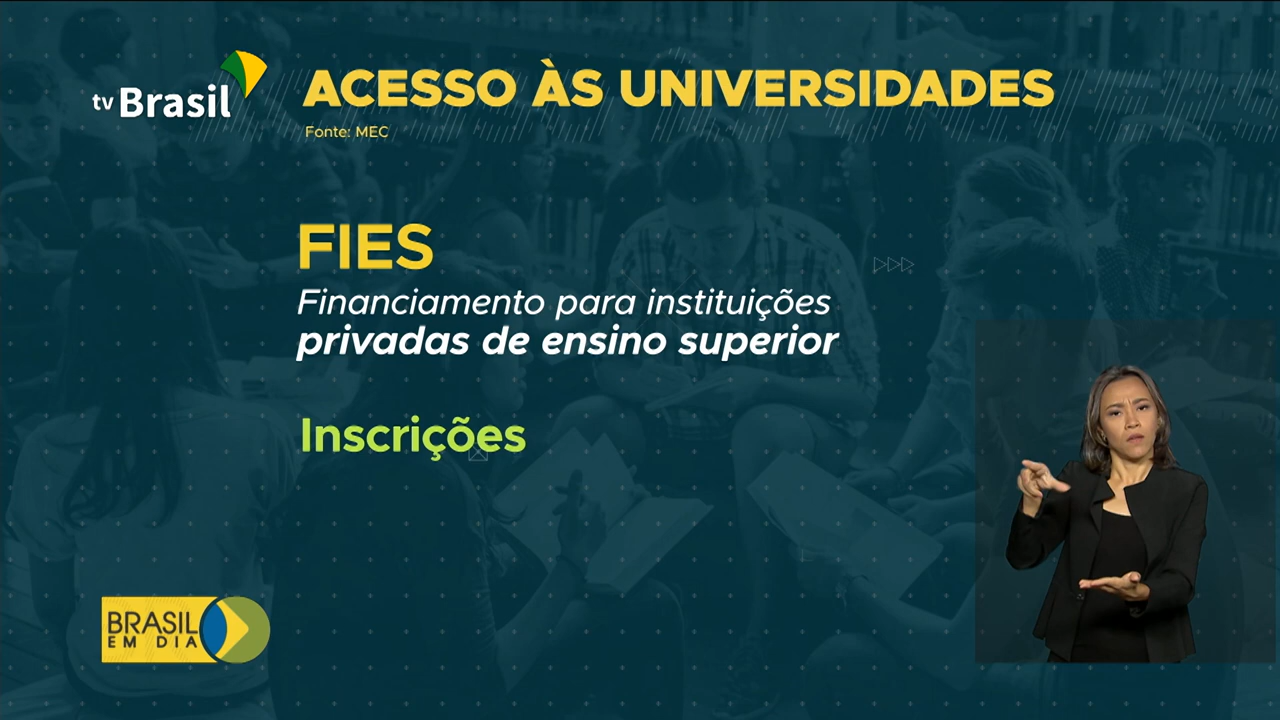 tv Brasil
ACESSO ÀS UNIVERSIDADES
Fonte: MEC
FIES
Financiamento para instituições
privadas de ensino superior
Inscrições
BRASIL
EM DIA